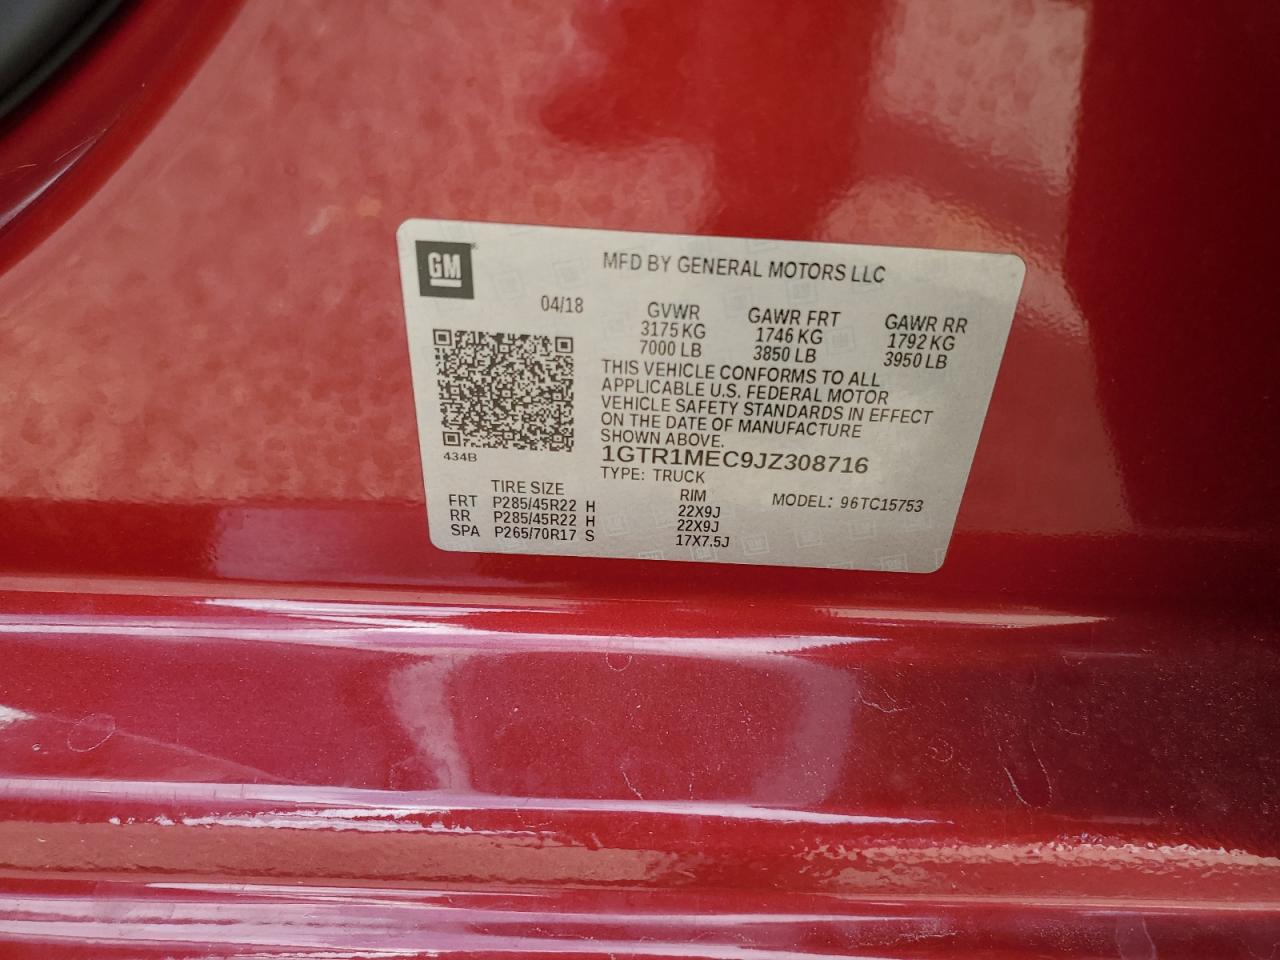 GM
MFD BY GENERAL MOTORS LLC
04/18
GVWR GAWR FRT GAWR RR
3175 KG 1746 KG 1792 KG
7000 LB 3850 LB 3950 LB
THIS VEHICLE CONFORMS TO ALL
APPLICABLE U.S. FEDERAL MOTOR
VEHICLE SAFETY STANDARDS IN EFFECT
ON THE DATE OF MANUFACTURE
SHOWN ABOVE.
434B
1GTR1MEC9JZ308716
TYPE: TRUCK
TIRE SIZE RIM MODEL: 96TC15753
FRT P285/45R22 H 22X9J
RR P285/45R22 H 22X9J
SPA P265/70R17 S 17X7.5J